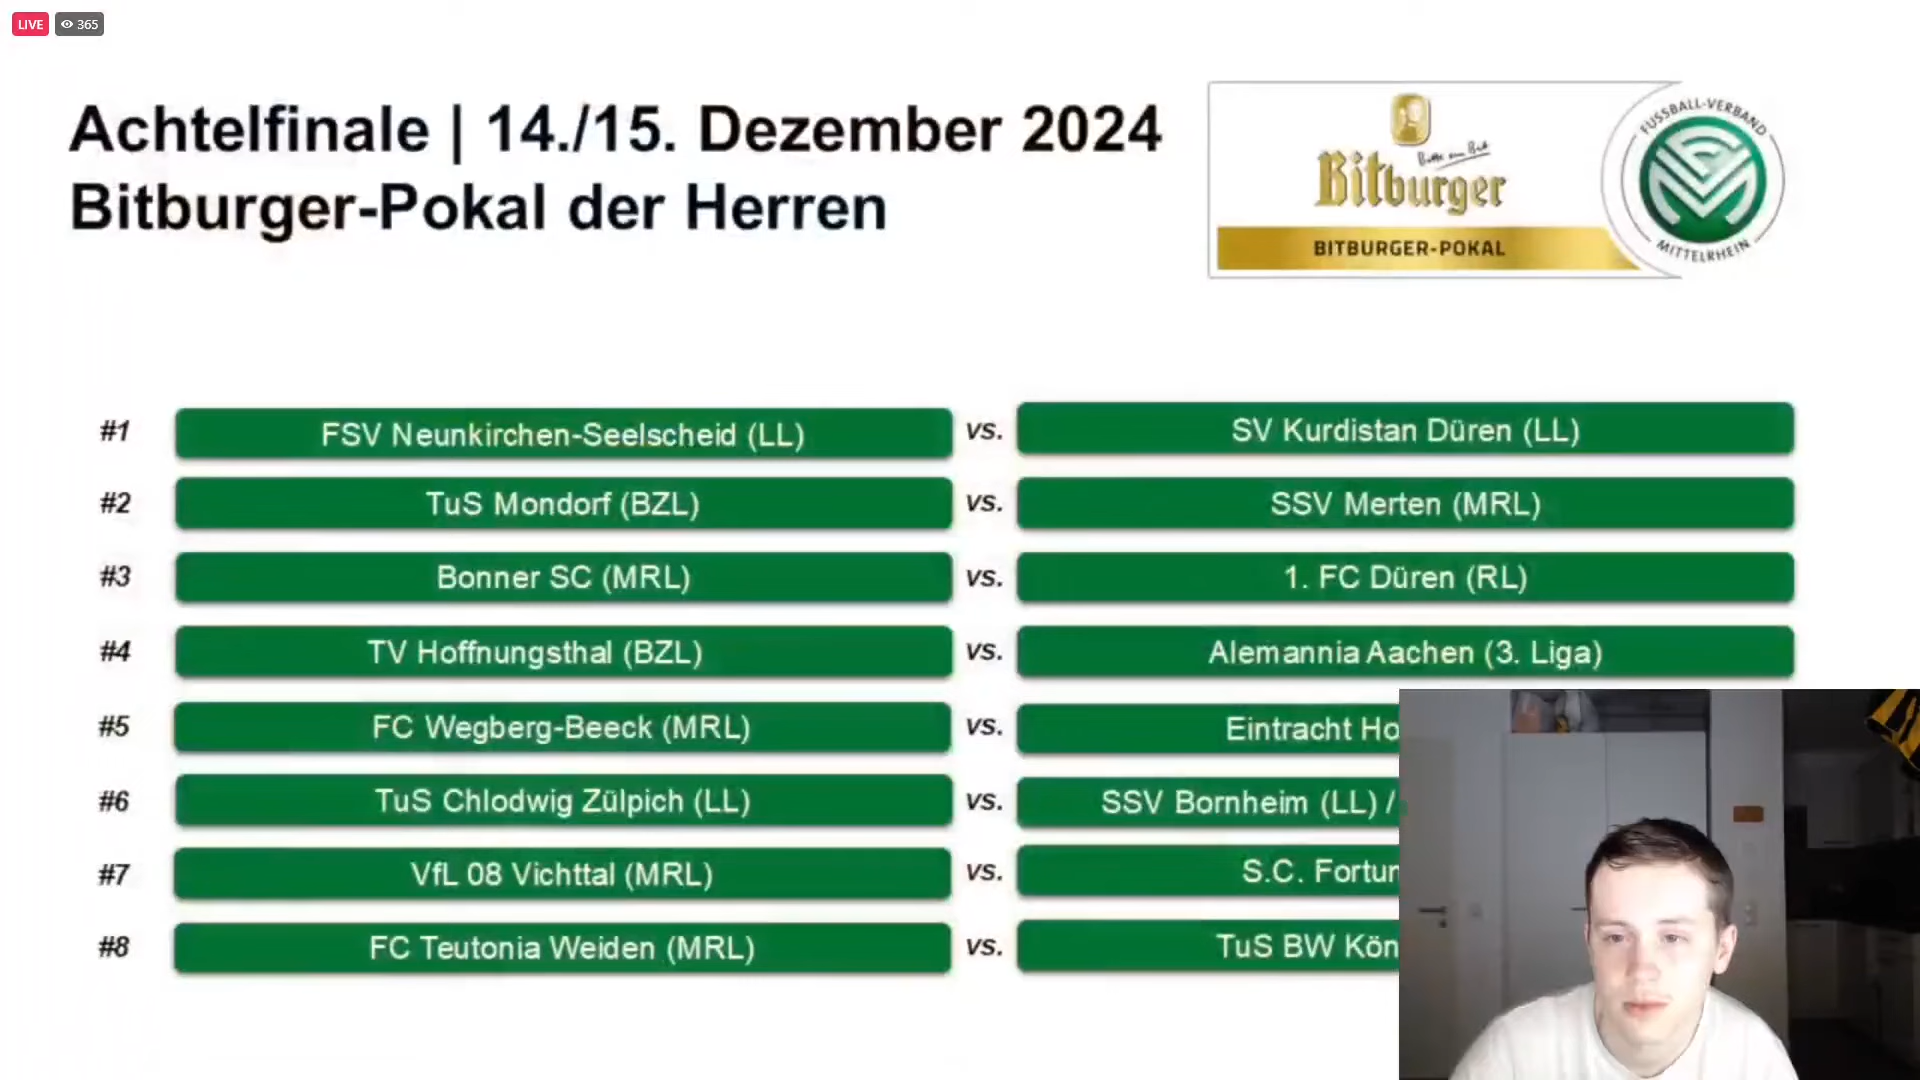 LIVE 365
Achtelfinale | 14./15. Dezember 2024
Bitburger-Pokal der Herren
Bitte ein Bit
Bitburger
BITBURGER-POKAL
FUSSBALL-VERBAND
MITTELRHEIN
#1 FSV Neunkirchen-Seelscheid (LL) vs. SV Kurdistan Düren (LL)
#2 TuS Mondorf (BZL) vs. SSV Merten (MRL)
#3 Bonner SC (MRL) vs. 1. FC Düren (RL)
#4 TV Hoffnungsthal (BZL) vs. Alemannia Aachen (3. Liga)
#5 FC Wegberg-Beeck (MRL) vs. Eintracht Ho
#6 TuS Chlodwig Zülpich (LL) vs. SSV Bornheim (LL) /
#7 VfL 08 Vichttal (MRL) vs. S.C. Fortun
#8 FC Teutonia Weiden (MRL) vs. TuS BW Kön